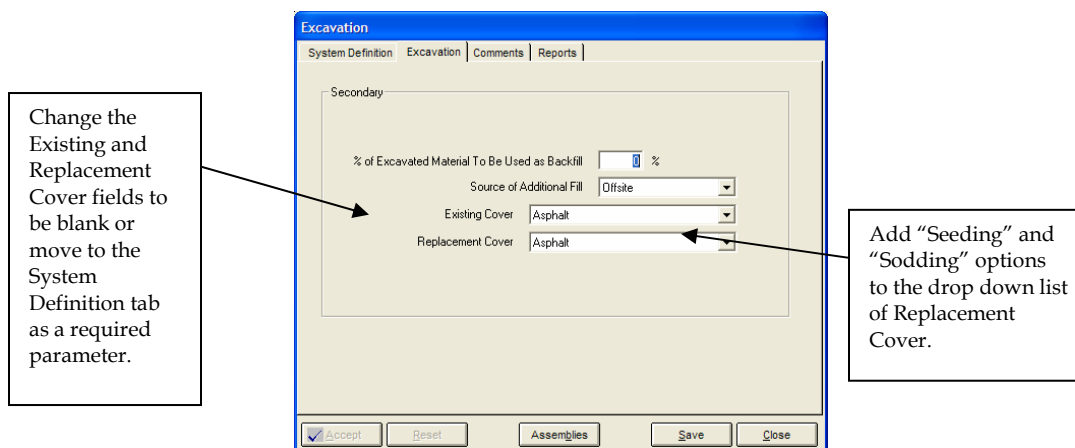 Excavation
System Definition Excavation Comments Reports
Secondary
% of Excavated Material To Be Used as Backfill 0 %
Source of Additional Fill Offsite
Existing Cover Asphalt
Replacement Cover Asphalt
Accept Reset Assemblies Save Close
Change the
Existing and
Replacement
Cover fields to
be blank or
move to the
System
Definition tab
as a required
parameter.
Add “Seeding” and
“Sodding” options
to the drop down list
of Replacement
Cover.